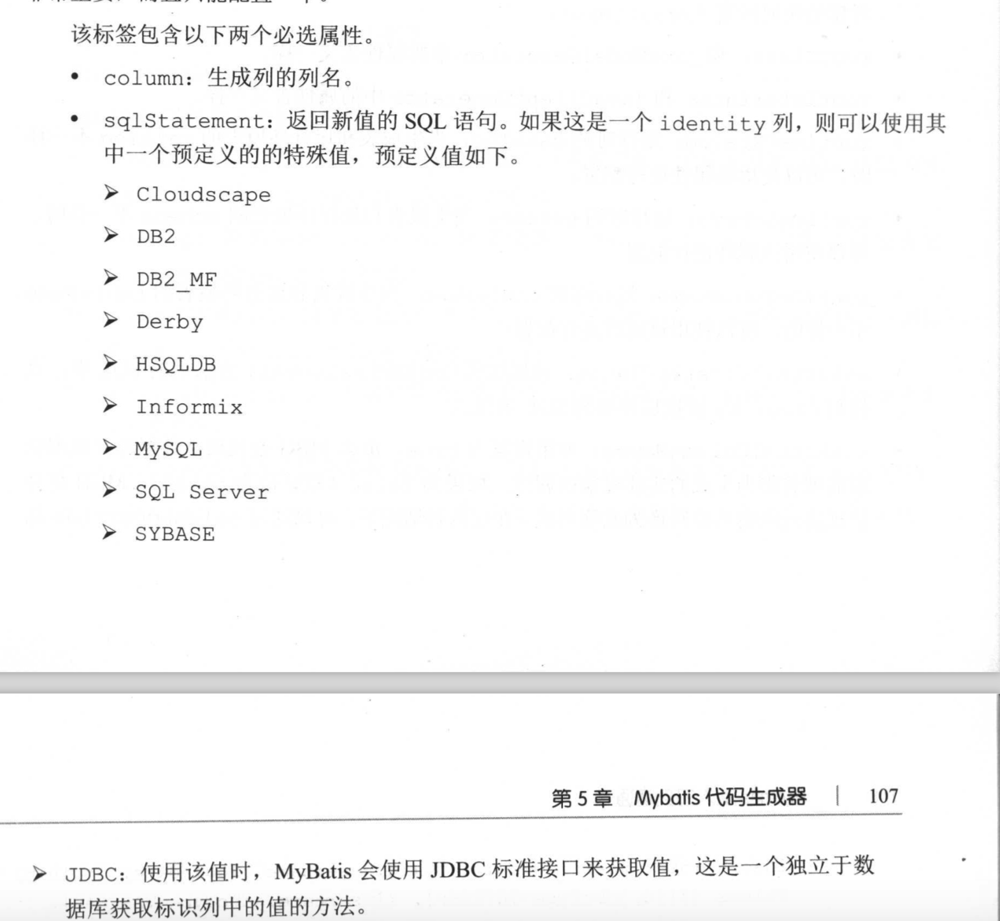 该标签包含以下两个必选属性。
• column：生成列的列名。
• sqlStatement：返回新值的 SQL 语句。如果这是一个 identity 列，则可以使用其
中一个预定义的的特殊值，预定义值如下。
➢ Cloudscape
➢ DB2
➢ DB2_MF
➢ Derby
➢ HSQLDB
➢ Informix
➢ MySQL
➢ SQL Server
➢ SYBASE
第 5 章 Mybatis 代码生成器 | 107
➢ JDBC：使用该值时，MyBatis 会使用 JDBC 标准接口来获取值，这是一个独立于数
据库获取标识列中的值的方法。